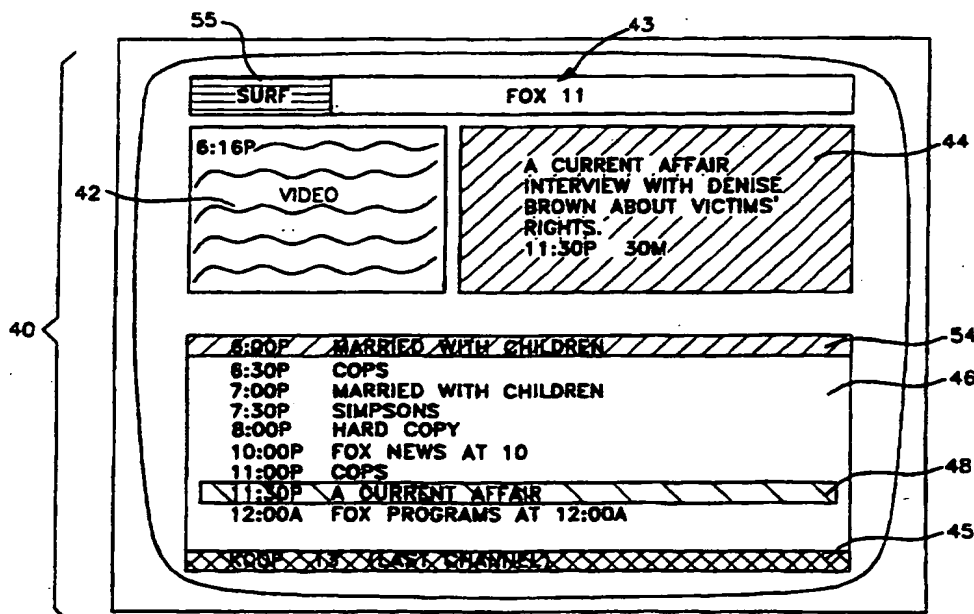 55
43
SURF FOX 11
44
6:16P
VIDEO
42
A CURRENT AFFAIR
INTERVIEW WITH DENISE
BROWN ABOUT VICTIMS'
RIGHTS.
11:30P 30M
40
54
6:00P MARRIED WITH CHILDREN
46
6:30P COPS
7:00P MARRIED WITH CHILDREN
7:30P SIMPSONS
8:00P HARD COPY
10:00P FOX NEWS AT 10
11:00P COPS
48
11:30P A CURRENT AFFAIR
12:00A FOX PROGRAMS AT 12:00A
45
13 (LAST CHANNEL)